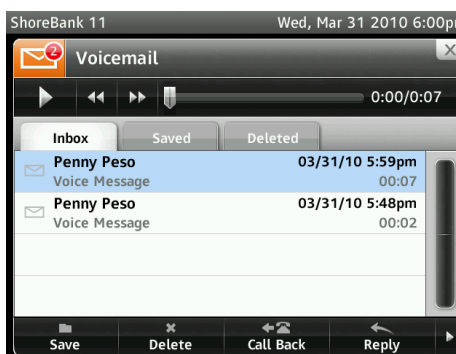 ShoreBank 11 Wed, Mar 31 2010 6:00p
2
Voicemail
X
0:00/0:07
Inbox Saved Deleted
Penny Peso 03/31/10 5:59pm
Voice Message 00:07
Penny Peso 03/31/10 5:48pm
Voice Message 00:02
Save Delete Call Back Reply